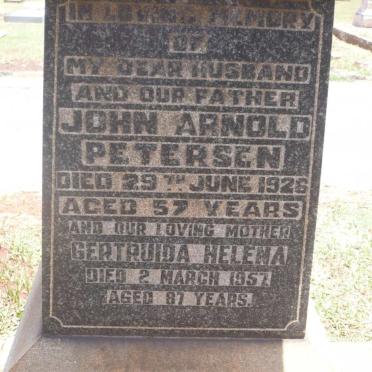 IN LOVING MEMORY
OF
MY DEAR HUSBAND
AND OUR FATHER
JOHN ARNOLD
PETERSEN
DIED 29TH JUNE 1926
AGED 57 YEARS
AND OUR LOVING MOTHER
GERTRUIDA HELENA
DIED 2 MARCH 1957.
AGED 87 YEARS.